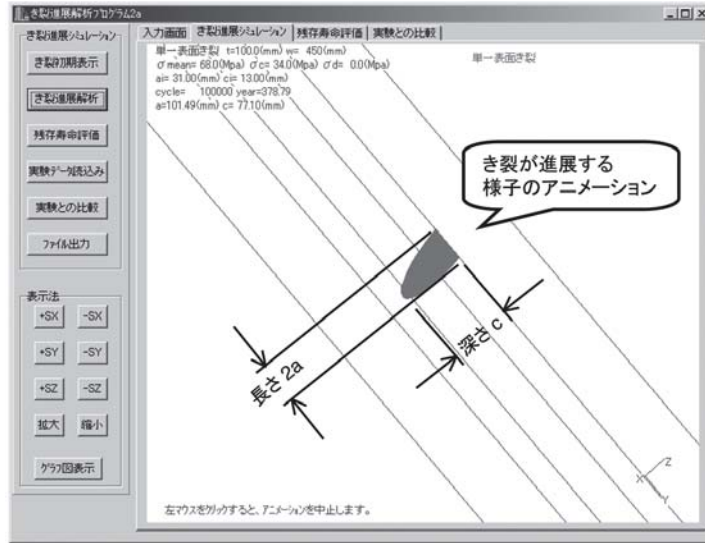 き裂進展解析プログラム2a
き裂進展シミュレーション
き裂初期表示
き裂進展解析
残存寿命評価
実験データ読込み
実験との比較
ファイル出力
表示法
+SX -SX
+SY -SY
+SZ -SZ
拡大 縮小
グラフ図表示
入力画面 き裂進展シミュレーション 残存寿命評価 実験との比較
単一表面き裂 t=100.0(mm) w= 450(mm)
σmean= 68.0(Mpa) σc= 34.0(Mpa) σd= 0.0(Mpa)
ai= 31.00(mm) ci= 13.00(mm)
cycle= 100000 year=378.79
a=101.49(mm) c= 77.10(mm)
単一表面き裂
き裂が進展する
様子のアニメーション
長さ 2a
深さ c
Z
X
Y
左マウスをクリックすると、アニメーションを中止します。